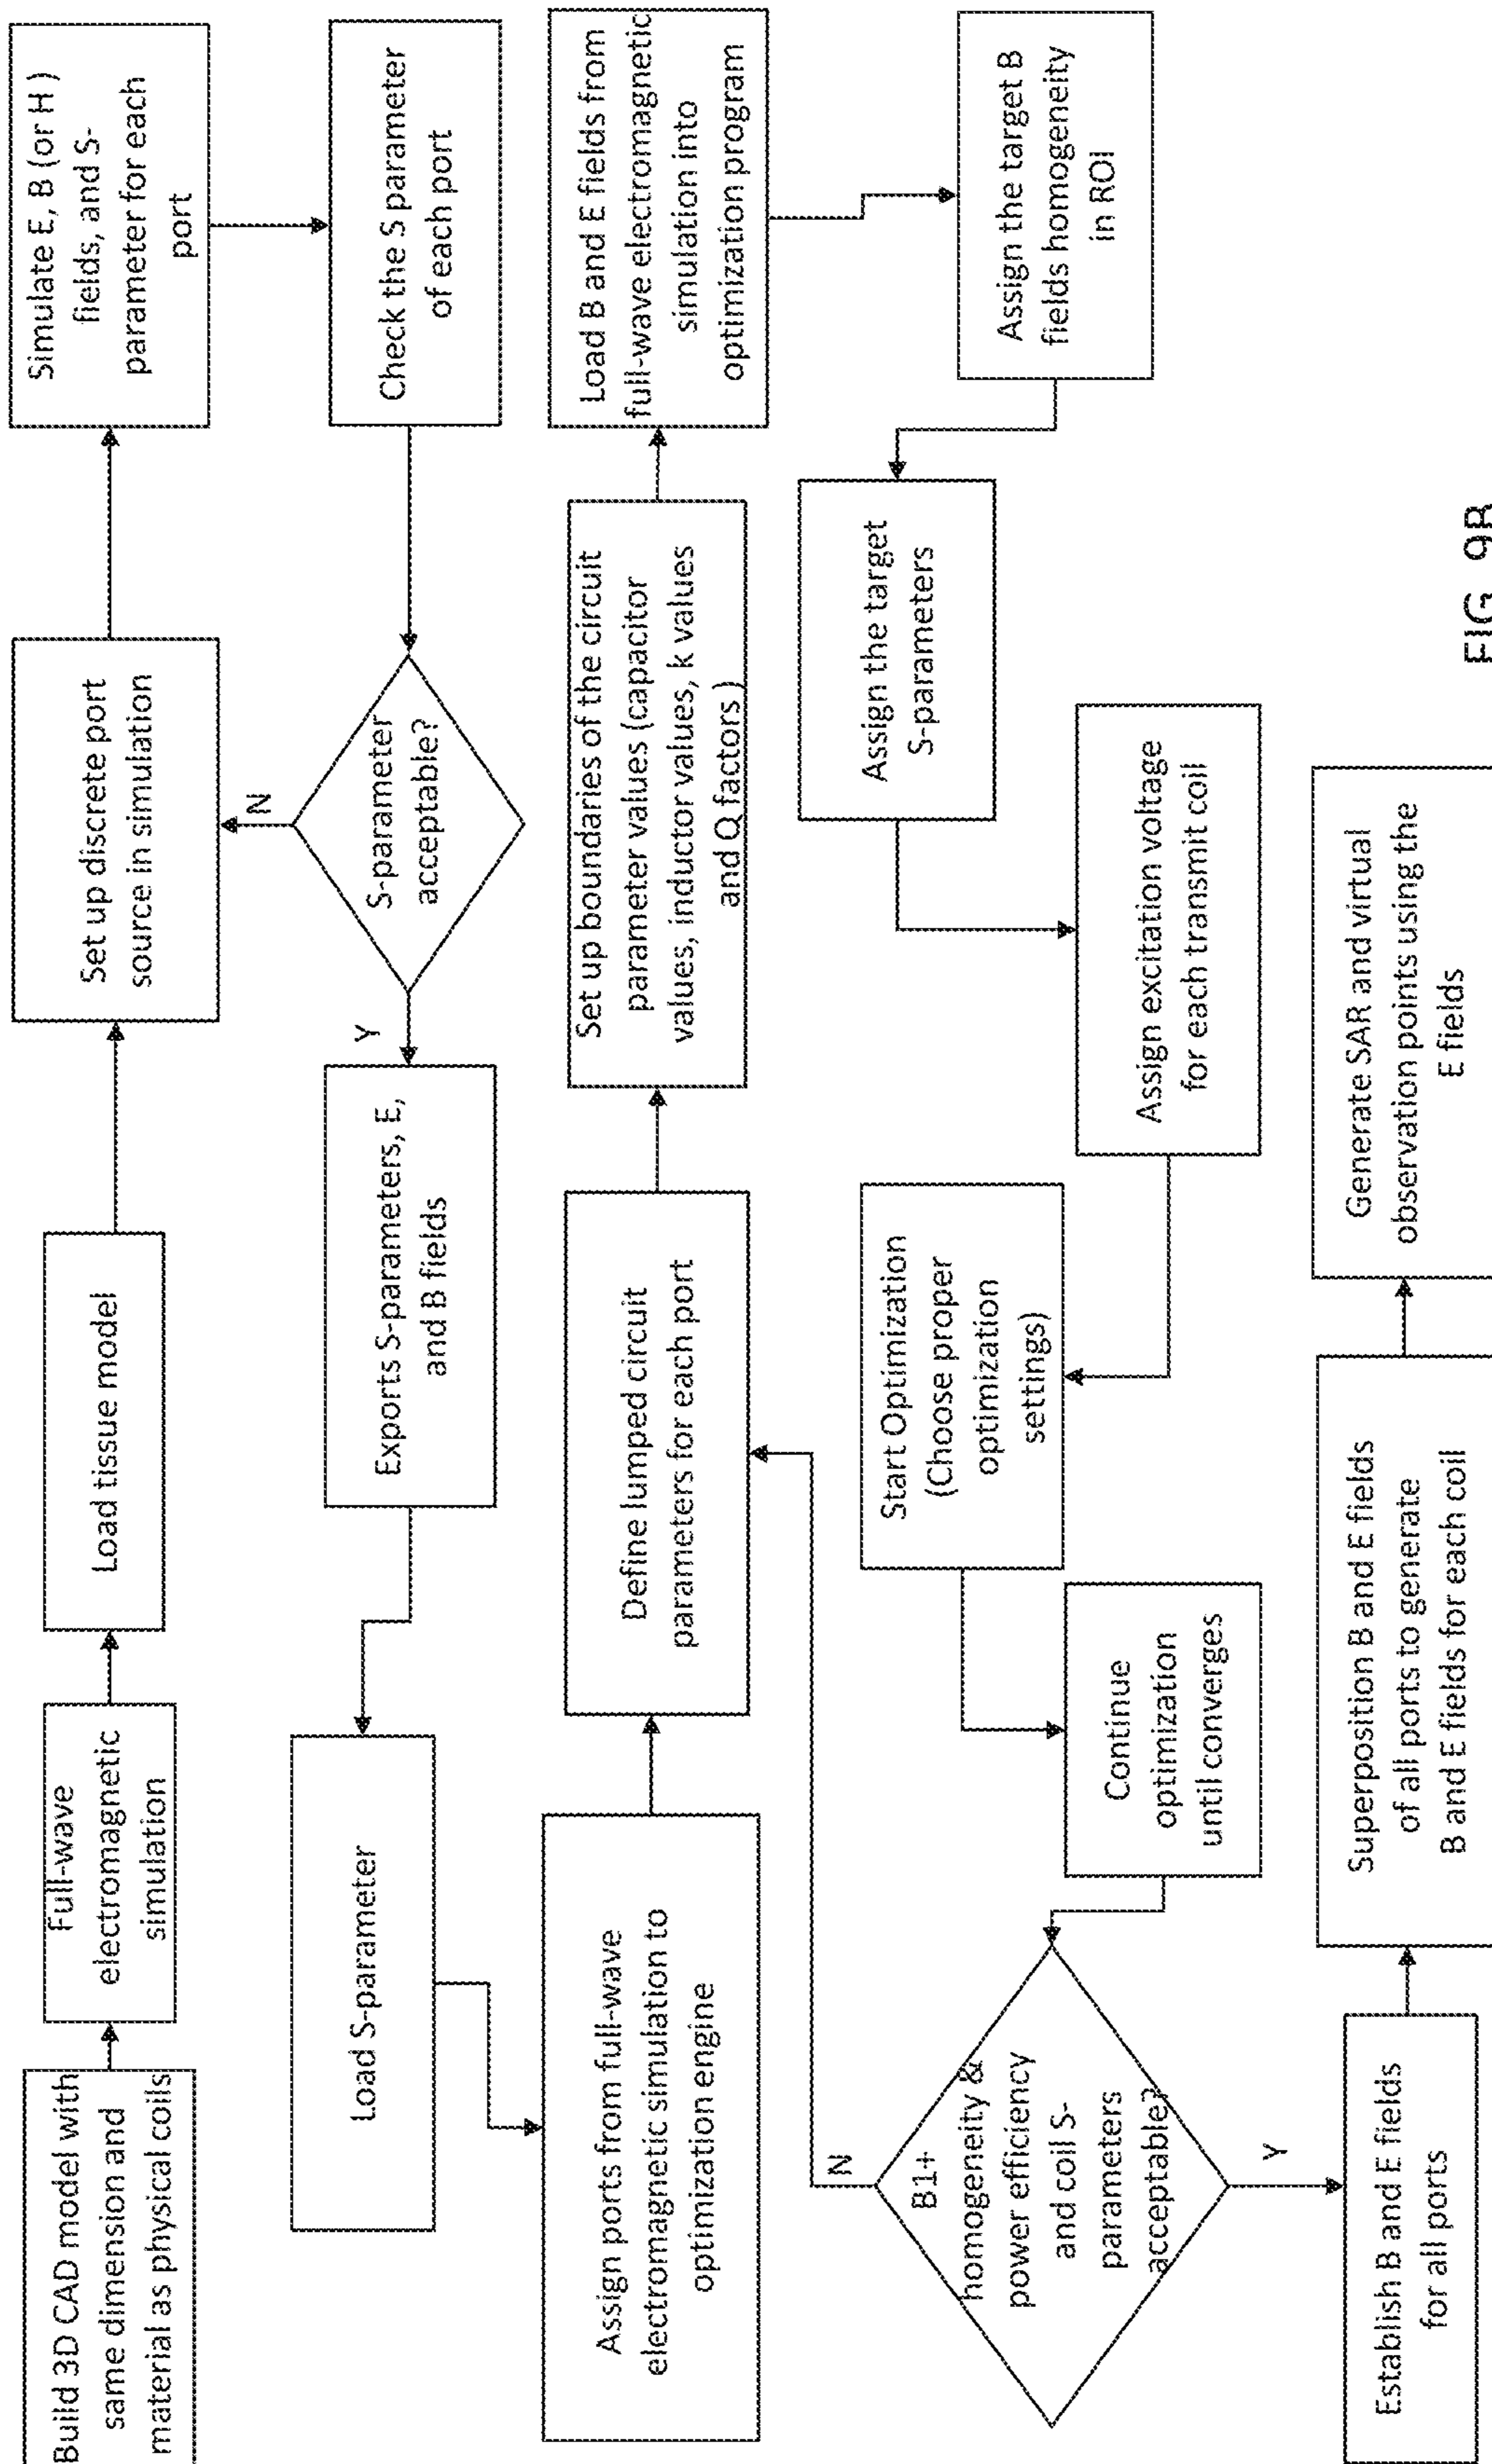 Build 3D CAD model with
same dimension and
material as physical coils
Full-wave
electromagnetic
simulation
Load tissue model
Set up discrete port
source in simulation
Simulate E, B (or H )
fields, and S-
parameter for each
port
Check the S parameter
of each port
S-parameter
acceptable?
N
Y
Exports S-parameters, E,
and B fields
Load S-parameter
Assign ports from full-wave
electromagnetic simulation to
optimization engine
Define lumped circuit
parameters for each port
Set up boundaries of the circuit
parameter values (capacitor
values, inductor values, k values
and Q factors )
Load B and E fields from
full-wave electromagnetic
simulation into
optimization program
Assign the target B
fields homogeneity
in ROI
Assign the target
S-parameters
Assign excitation voltage
for each transmit coil
Start Optimization
(Choose proper
optimization
settings)
Continue
optimization
until converges
B1+
homogeneity &
power efficiency
and coil S-
parameters
acceptable?
N
Y
Establish B and E fields
for all ports
Superposition B and E fields
of all ports to generate
B and E fields for each coil
Generate SAR and virtual
observation points using the
E fields
FIG. 9B